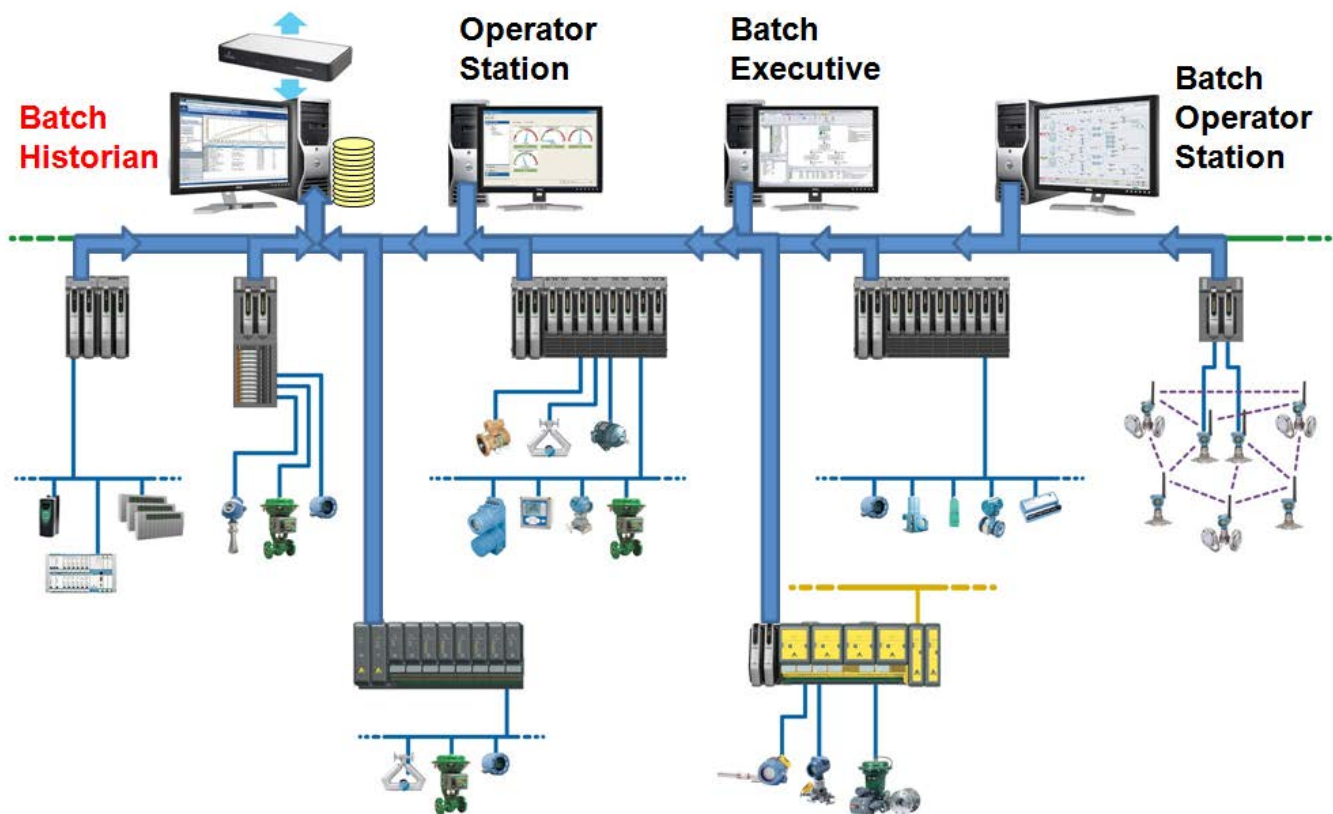 Batch
Historian
Operator
Station
Batch
Executive
Batch
Operator
Station